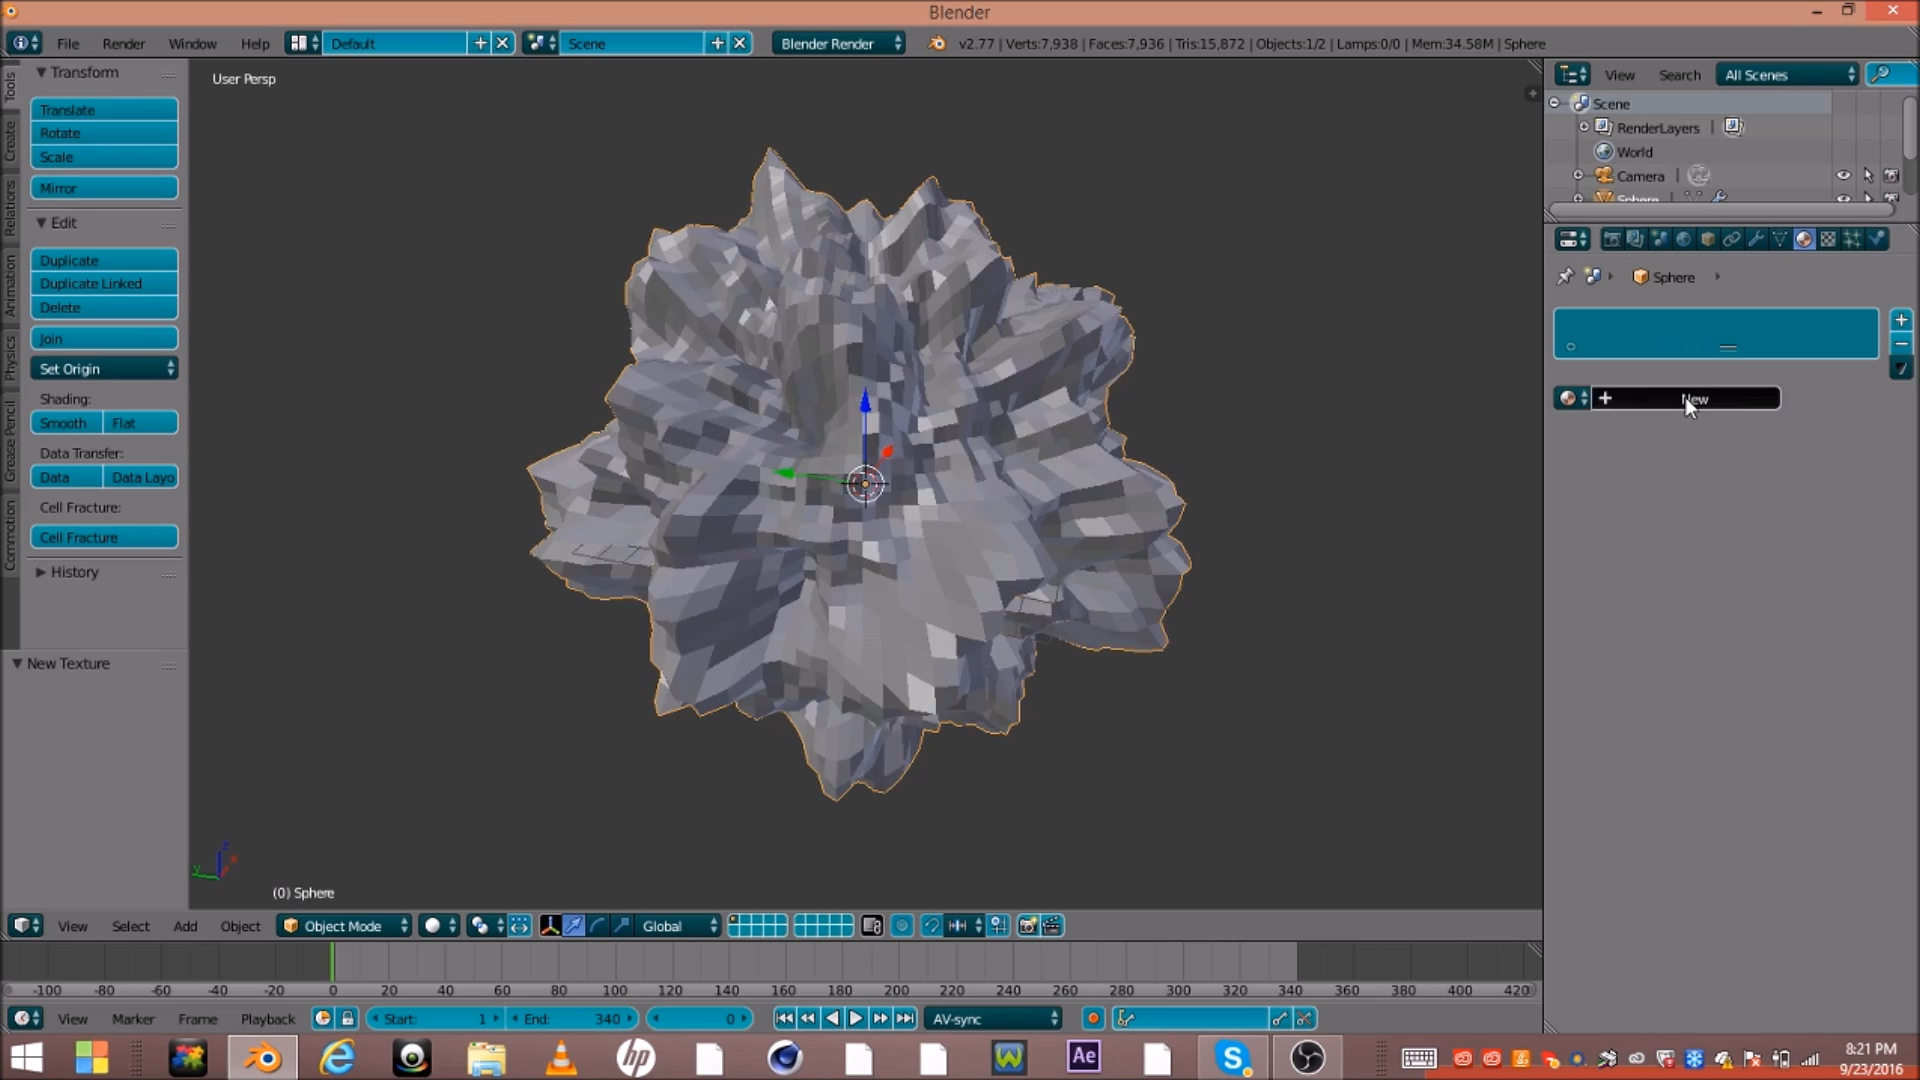 Blender
File Render Window Help Default Scene Blender Render v2.77 | Verts:7,938 | Faces:7,936 | Tris:15,872 | Objects:1/2 | Lamps:0/0 | Mem:34.58M | Sphere
Tools
Create
Relations
Animation
Physics
Grease Pencil
Commotion
Transform
Translate
Rotate
Scale
Mirror
Edit
Duplicate
Duplicate Linked
Delete
Join
Set Origin
Shading:
Smooth Flat
Data Transfer:
Data Data Layo
Cell Fracture:
Cell Fracture
History
New Texture
User Persp
(0) Sphere
View Search All Scenes
Scene
RenderLayers |
World
Camera |
Sphere
Sphere
New
View Select Add Object Object Mode Global
-100 -80 -60 -40 -20 0 20 40 60 80 100 120 140 160 180 200 220 240 260 280 300 320 340 360 380 400 420
View Marker Frame Playback Start: 1 End: 340 0 AV-sync
hp Ae S
8:21 PM
9/23/2016